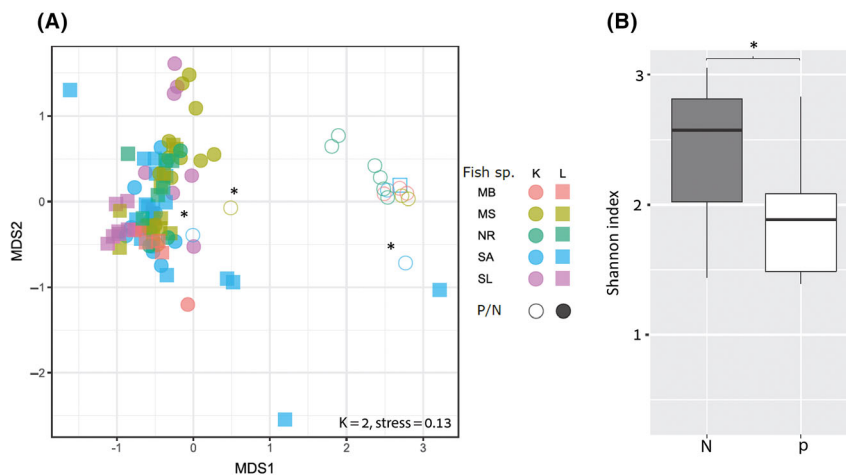 (A)
(B)
1
0
−1
−2
MDS2
-1
0
1
2
3
MDS1
*
*
*
K = 2, stress = 0.13
Fish sp. K L
MB
MS
NR
SA
SL
P/N
*
3
2
1
Shannon index
N
p